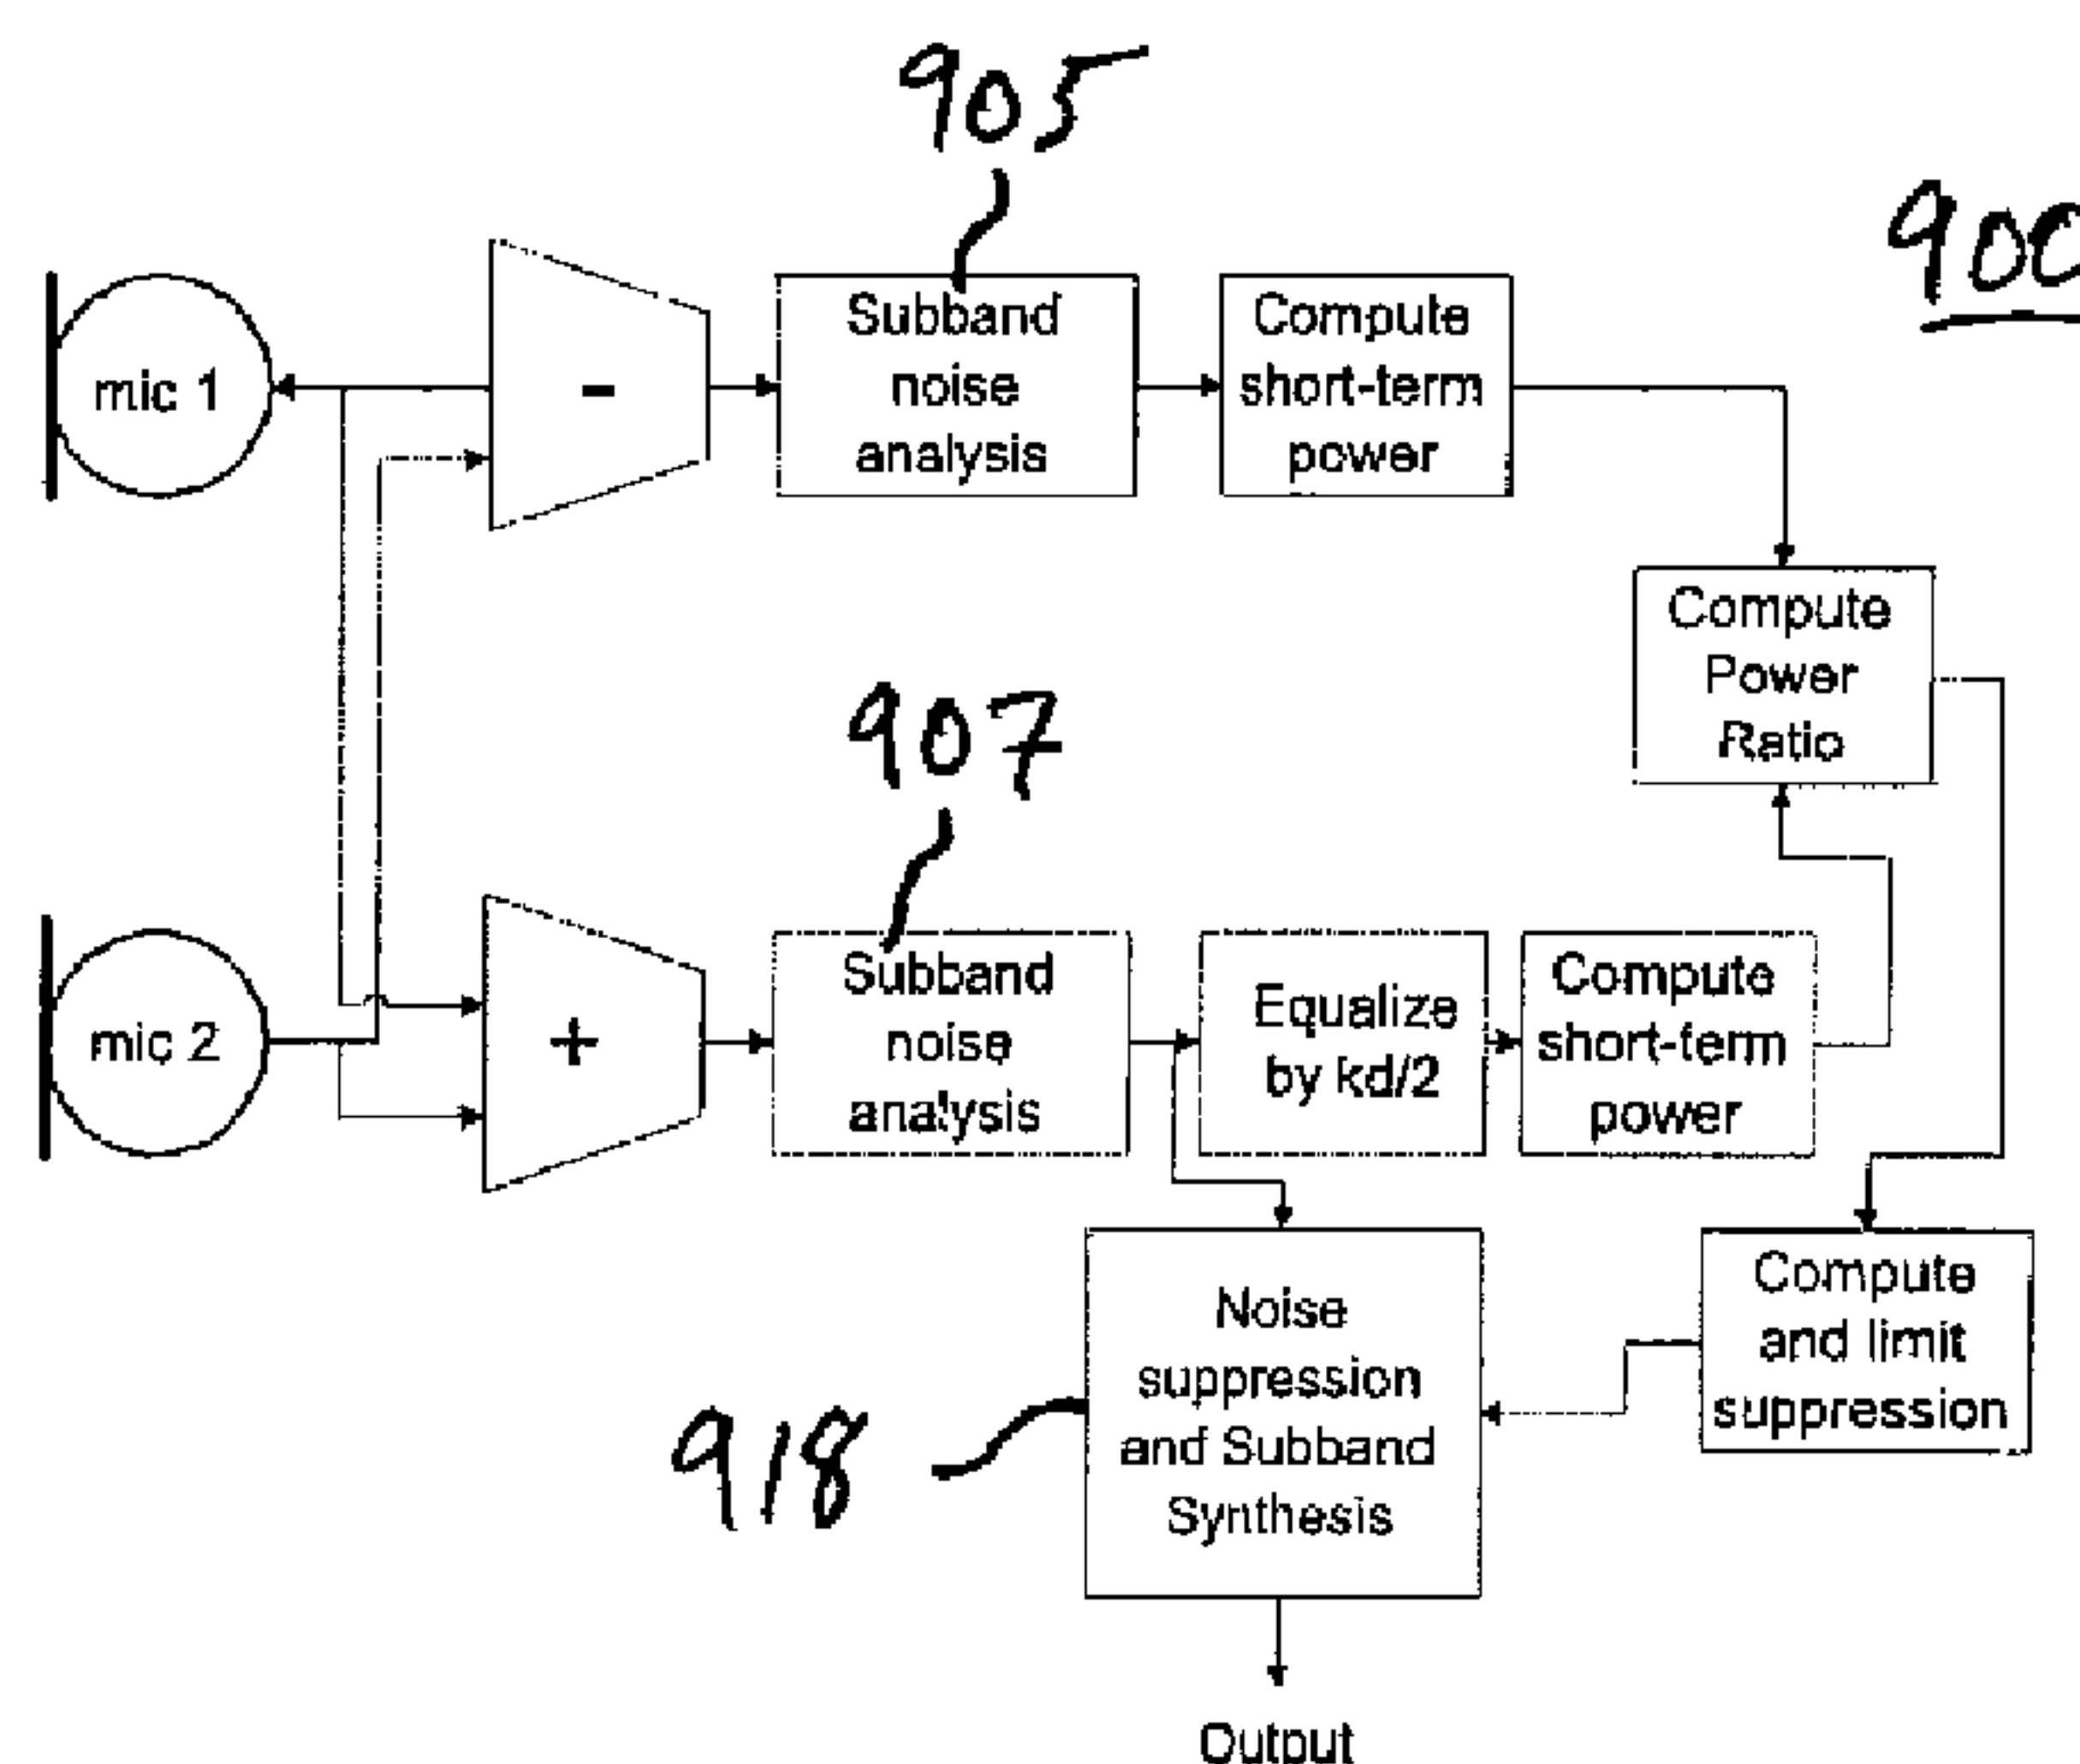 905
900
mic 1
-
Subband
noise
analysis
Compute
short-term
power
Compute
Power
Ratio
907
mic 2
+
Subband
noise
analysis
Equalize
by kd/2
Compute
short-term
power
Noise
suppression
and Subband
Synthesis
Compute
and limit
suppression
918
Output